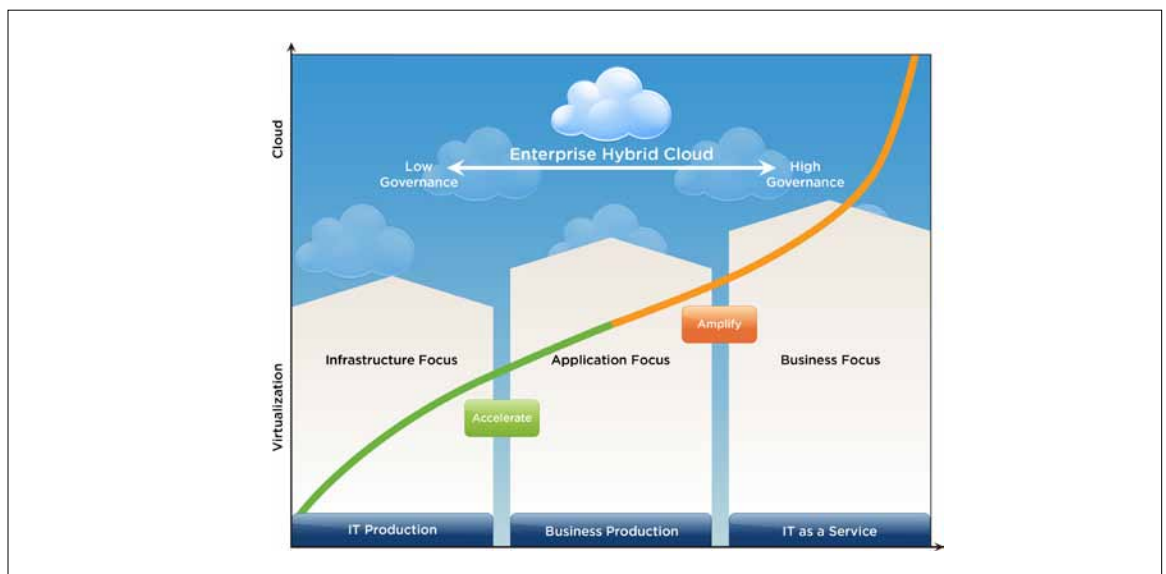 Cloud
Virtualization
Enterprise Hybrid Cloud
Low
Governance
High
Governance
Infrastructure Focus
Application Focus
Business Focus
Accelerate
Amplify
IT Production
Business Production
IT as a Service